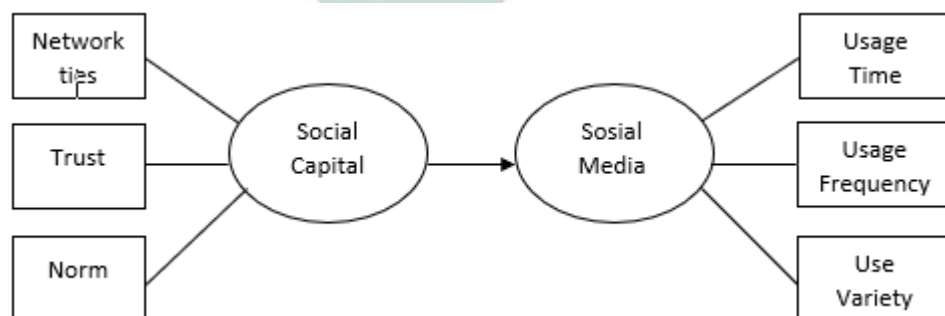 Network
ties
Trust
Norm
Social
Capital
Sosial
Media
Usage
Time
Usage
Frequency
Use
Variety